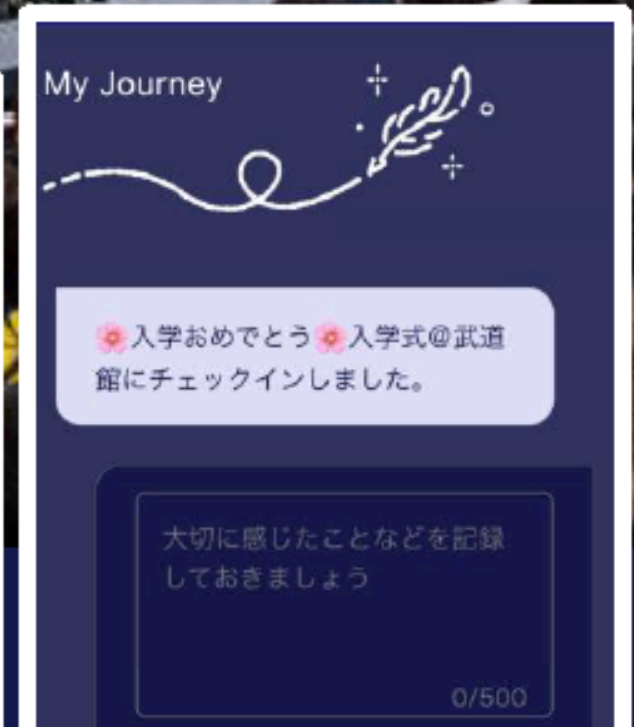 My Journey
🌸入学おめでとう🌸入学式@武道
館にチェックインしました。
大切に感じたことなどを記録
しておきましょう
0/500